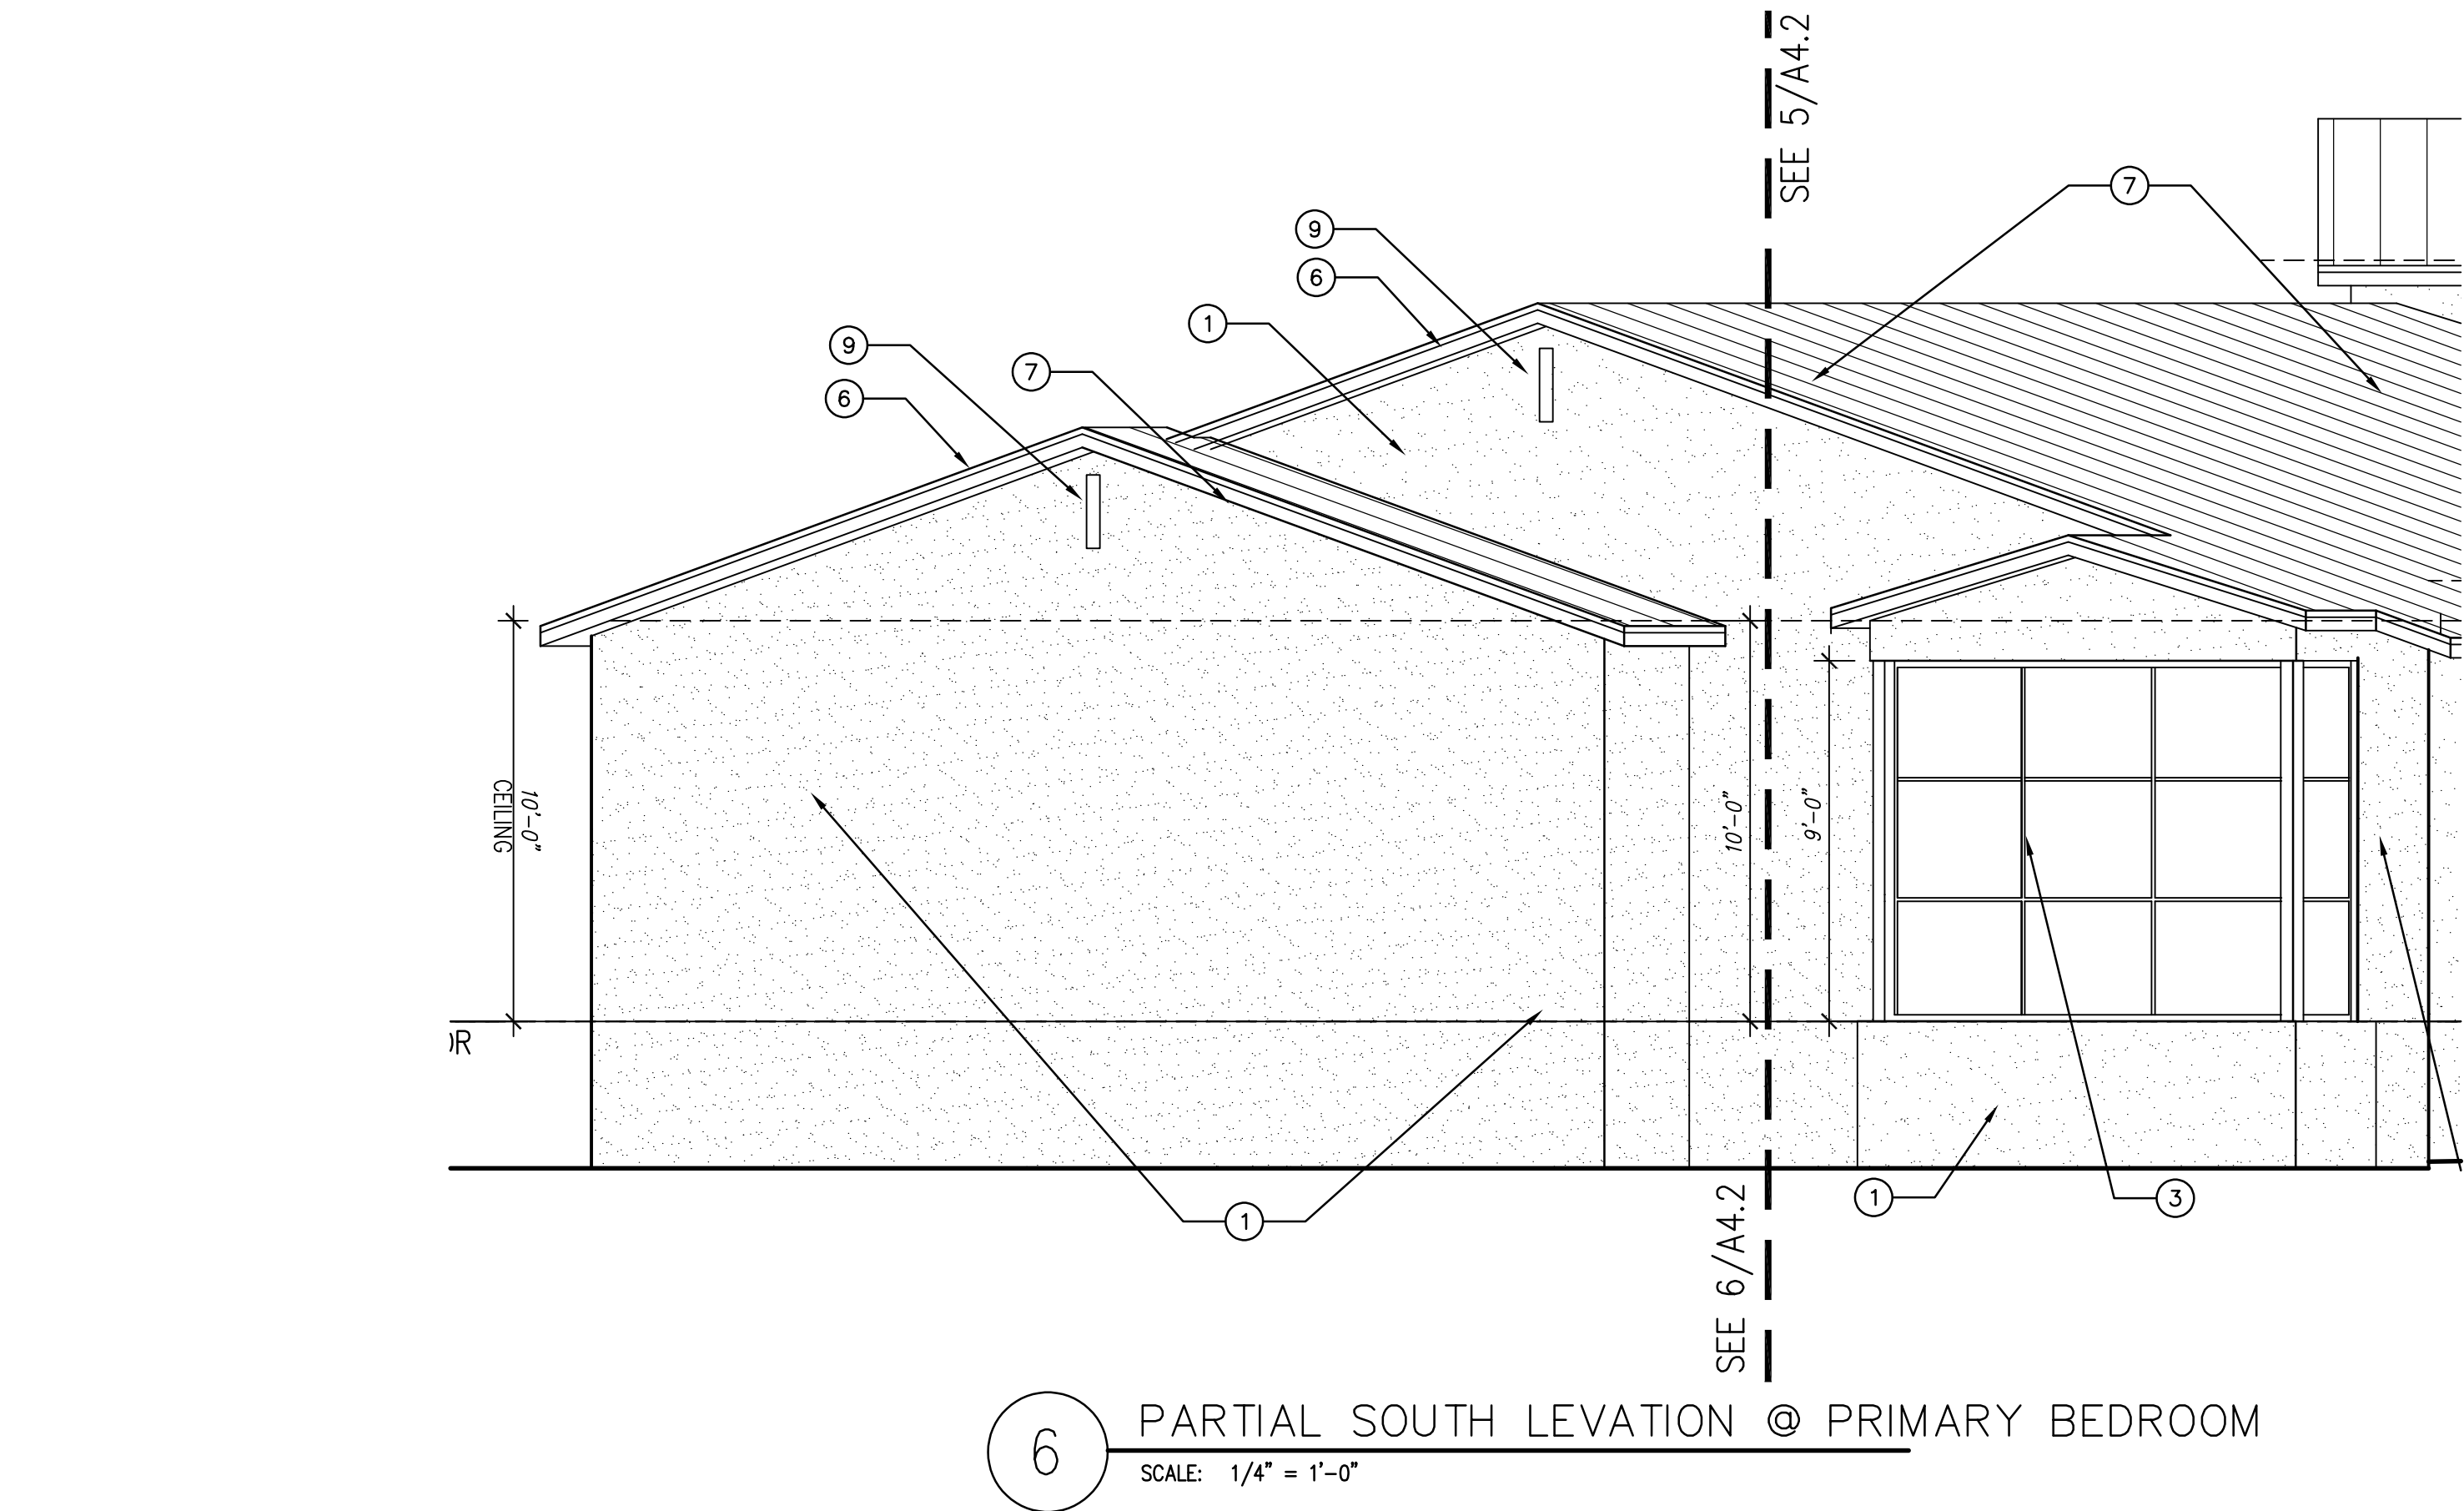 SEE 5/A4.2
7
9
6
1
9
7
6
10'-0"
CEILING
10'-0"
9'-0"
1
1
3
SEE 6/A4.2
6
PARTIAL SOUTH LEVATION @ PRIMARY BEDROOM
SCALE: 1/4" = 1'-0"